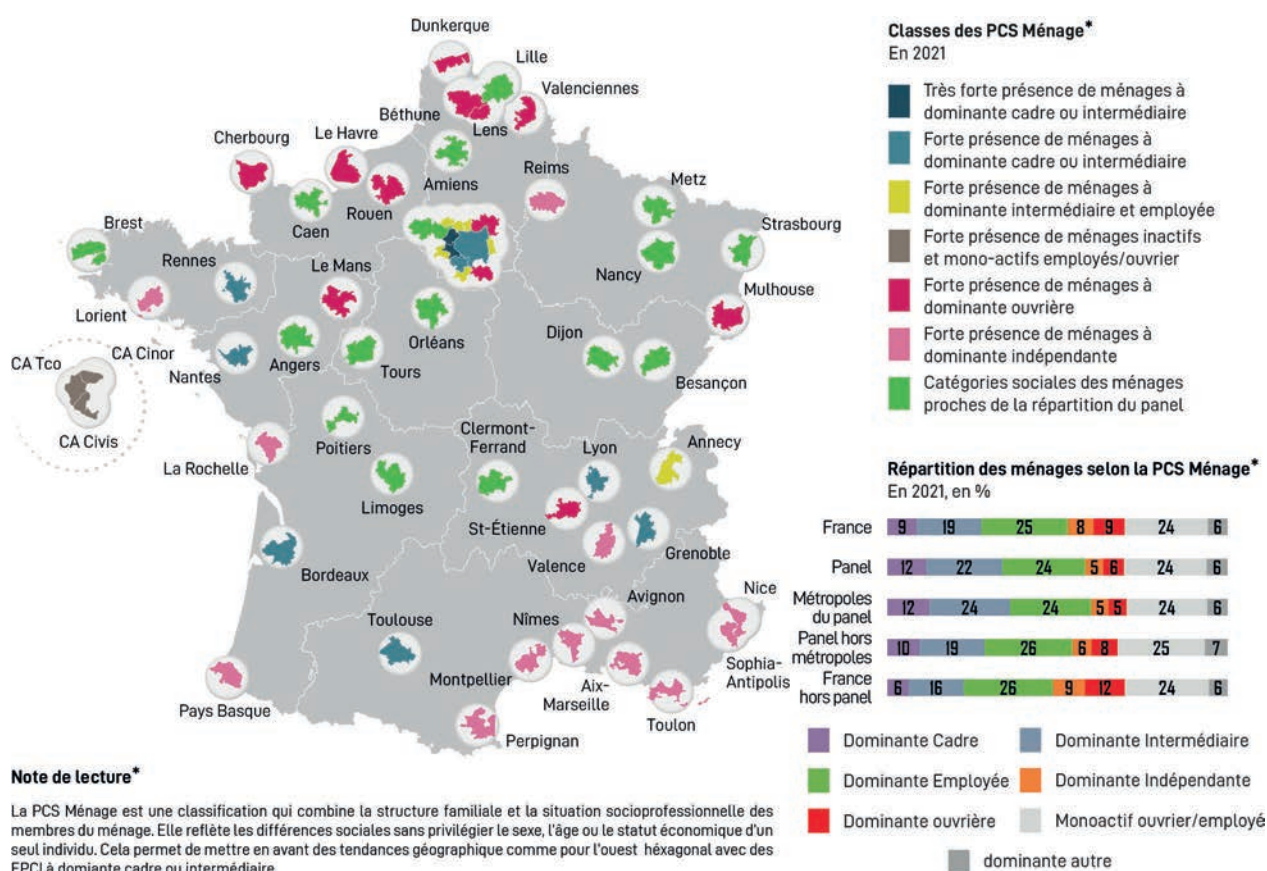 Dunkerque
Lille
Valenciennes
Béthune
Lens
Cherbourg
Le Havre
Amiens
Reims
Metz
Rouen
Caen
Strasbourg
Brest
Rennes
Le Mans
Nancy
Mulhouse
Lorient
Orléans
Dijon
Nantes
Angers
Tours
Besançon
CA Tco
CA Cinor
CA Civis
Poitiers
Clermont-
Ferrand
Lyon
Annecy
La Rochelle
Limoges
St-Étienne
Grenoble
Valence
Bordeaux
Avignon
Nice
Toulouse
Nîmes
Montpellier
Sophia-
Antipolis
Aix-
Marseille
Toulon
Pays Basque
Perpignan
Classes des PCS Ménage*
En 2021
Très forte présence de ménages à
dominante cadre ou intermédiaire
Forte présence de ménages à
dominante cadre ou intermédiaire
Forte présence de ménages à
dominante intermédiaire et employée
Forte présence de ménages inactifs
et mono-actifs employés/ouvrier
Forte présence de ménages à
dominante ouvrière
Forte présence de ménages à
dominante indépendante
Catégories sociales des ménages
proches de la répartition du panel
Répartition des ménages selon la PCS Ménage*
En 2021, en %
France 9 19 25 8 9 24 6
Panel 12 22 24 5 6 24 6
Métropoles
du panel 12 24 24 5 5 24 6
Panel hors
métropoles 10 19 26 6 8 25 7
France
hors panel 6 16 26 9 12 24 6
Dominante Cadre
Dominante Intermédiaire
Dominante Employée
Dominante Indépendante
Dominante ouvrière
Monoactif ouvrier/employé
dominante autre
Note de lecture*
La PCS Ménage est une classification qui combine la structure familiale et la situation socioprofessionnelle des
membres du ménage. Elle reflète les différences sociales sans privilégier le sexe, l'âge ou le statut économique d'un
seul individu. Cela permet de mettre en avant des tendances géographique comme pour l'ouest héxagonal avec des
EPCI à domiante cadre ou intermédiaire